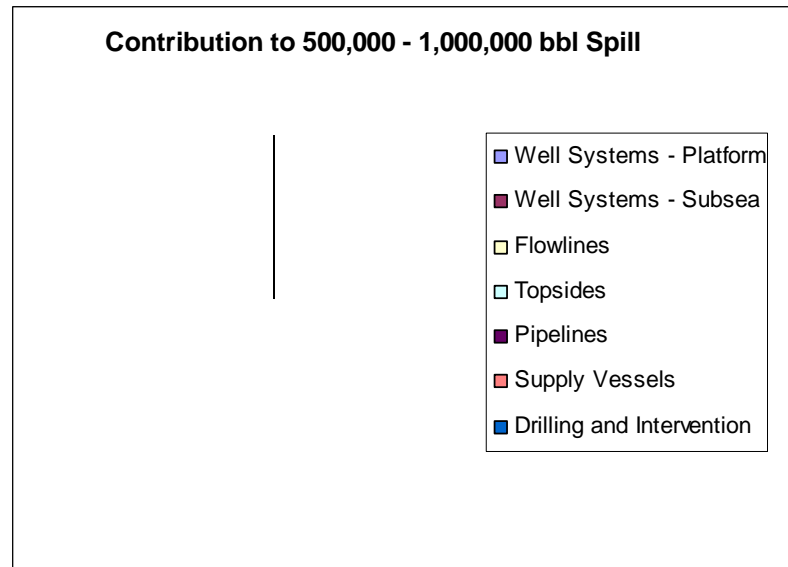 Contribution to 500,000 - 1,000,000 bbl Spill
Well Systems - Platform
Well Systems - Subsea
Flowlines
Topsides
Pipelines
Supply Vessels
Drilling and Intervention